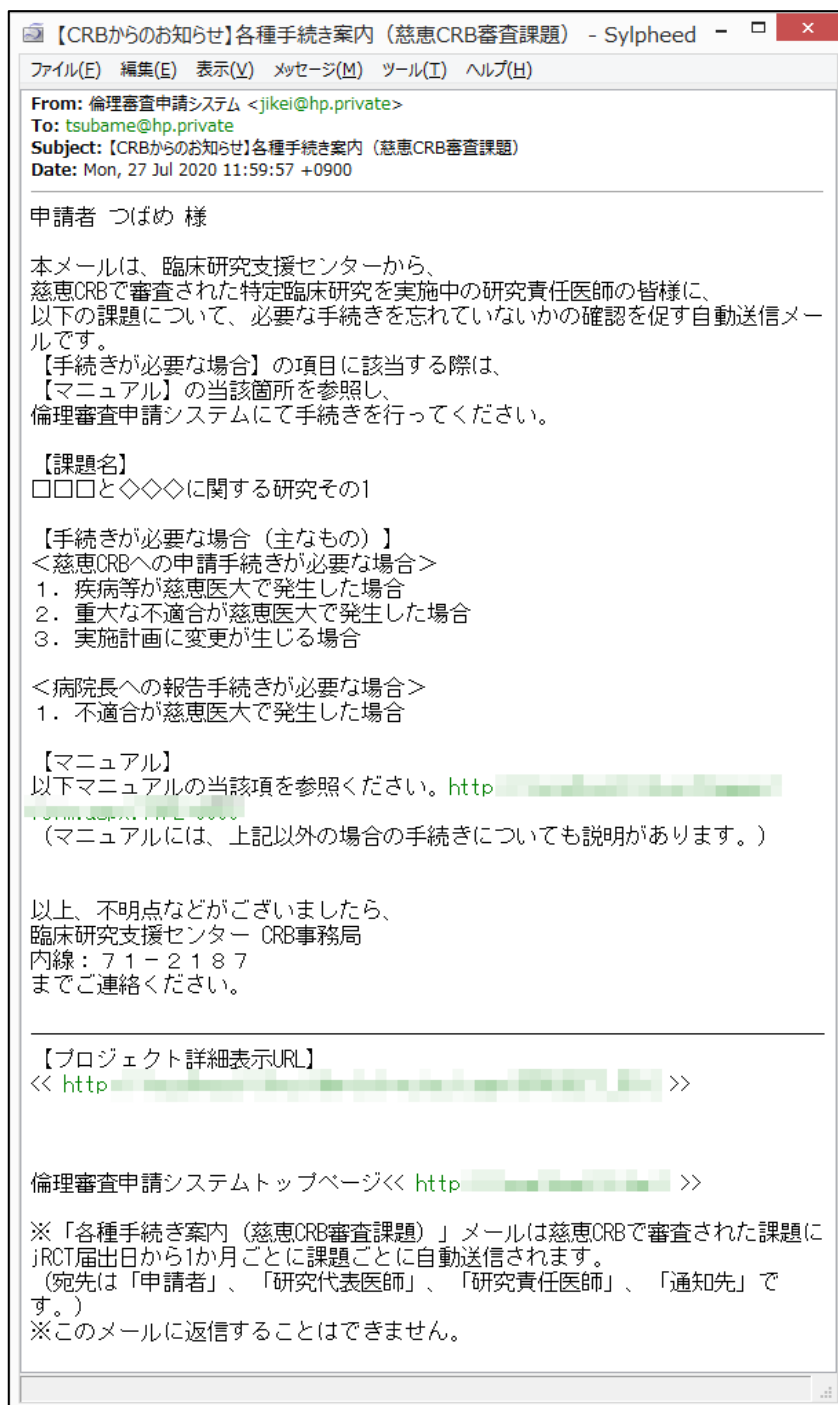 【CRBからのお知らせ】各種手続き案内（慈恵CRB審査課題） - Sylpheed
ファイル(F) 編集(E) 表示(V) メッセージ(M) ツール(T) ヘルプ(H)
From: 倫理審査申請システム <jikei@hp.private>
To: tsubame@hp.private
Subject: 【CRBからのお知らせ】各種手続き案内（慈恵CRB審査課題）
Date: Mon, 27 Jul 2020 11:59:57 +0900
申請者 つばめ 様
本メールは、臨床研究支援センターから、
慈恵CRBで審査された特定臨床研究を実施中の研究責任医師の皆様に、
以下の課題について、必要な手続きを忘れていないかの確認を促す自動送信メー
ルです。
【手続きが必要な場合】の項目に該当する際は、
【マニュアル】の当該箇所を参照し、
倫理審査申請システムにて手続きを行ってください。
【課題名】
□□□と◇◇◇に関する研究その1
【手続きが必要な場合（主なもの）】
＜慈恵CRBへの申請手続きが必要な場合＞
１．疾病等が慈恵医大で発生した場合
２．重大な不適合が慈恵医大で発生した場合
３．実施計画に変更が生じる場合
＜病院長への報告手続きが必要な場合＞
１．不適合が慈恵医大で発生した場合
【マニュアル】
以下マニュアルの当該項を参照ください。http
（マニュアルには、上記以外の場合の手続きについても説明があります。）
以上、不明点などがございましたら、
臨床研究支援センター CRB事務局
内線：７１－２１８７
までご連絡ください。
【プロジェクト詳細表示URL】
<< http >>
倫理審査申請システムトップページ<< http >>
※「各種手続き案内（慈恵CRB審査課題）」メールは慈恵CRBで審査された課題に
jRCT届出日から1か月ごとに課題ごとに自動送信されます。
（宛先は「申請者」、「研究代表医師」、「研究責任医師」、「通知先」で
す。）
※このメールに返信することはできません。